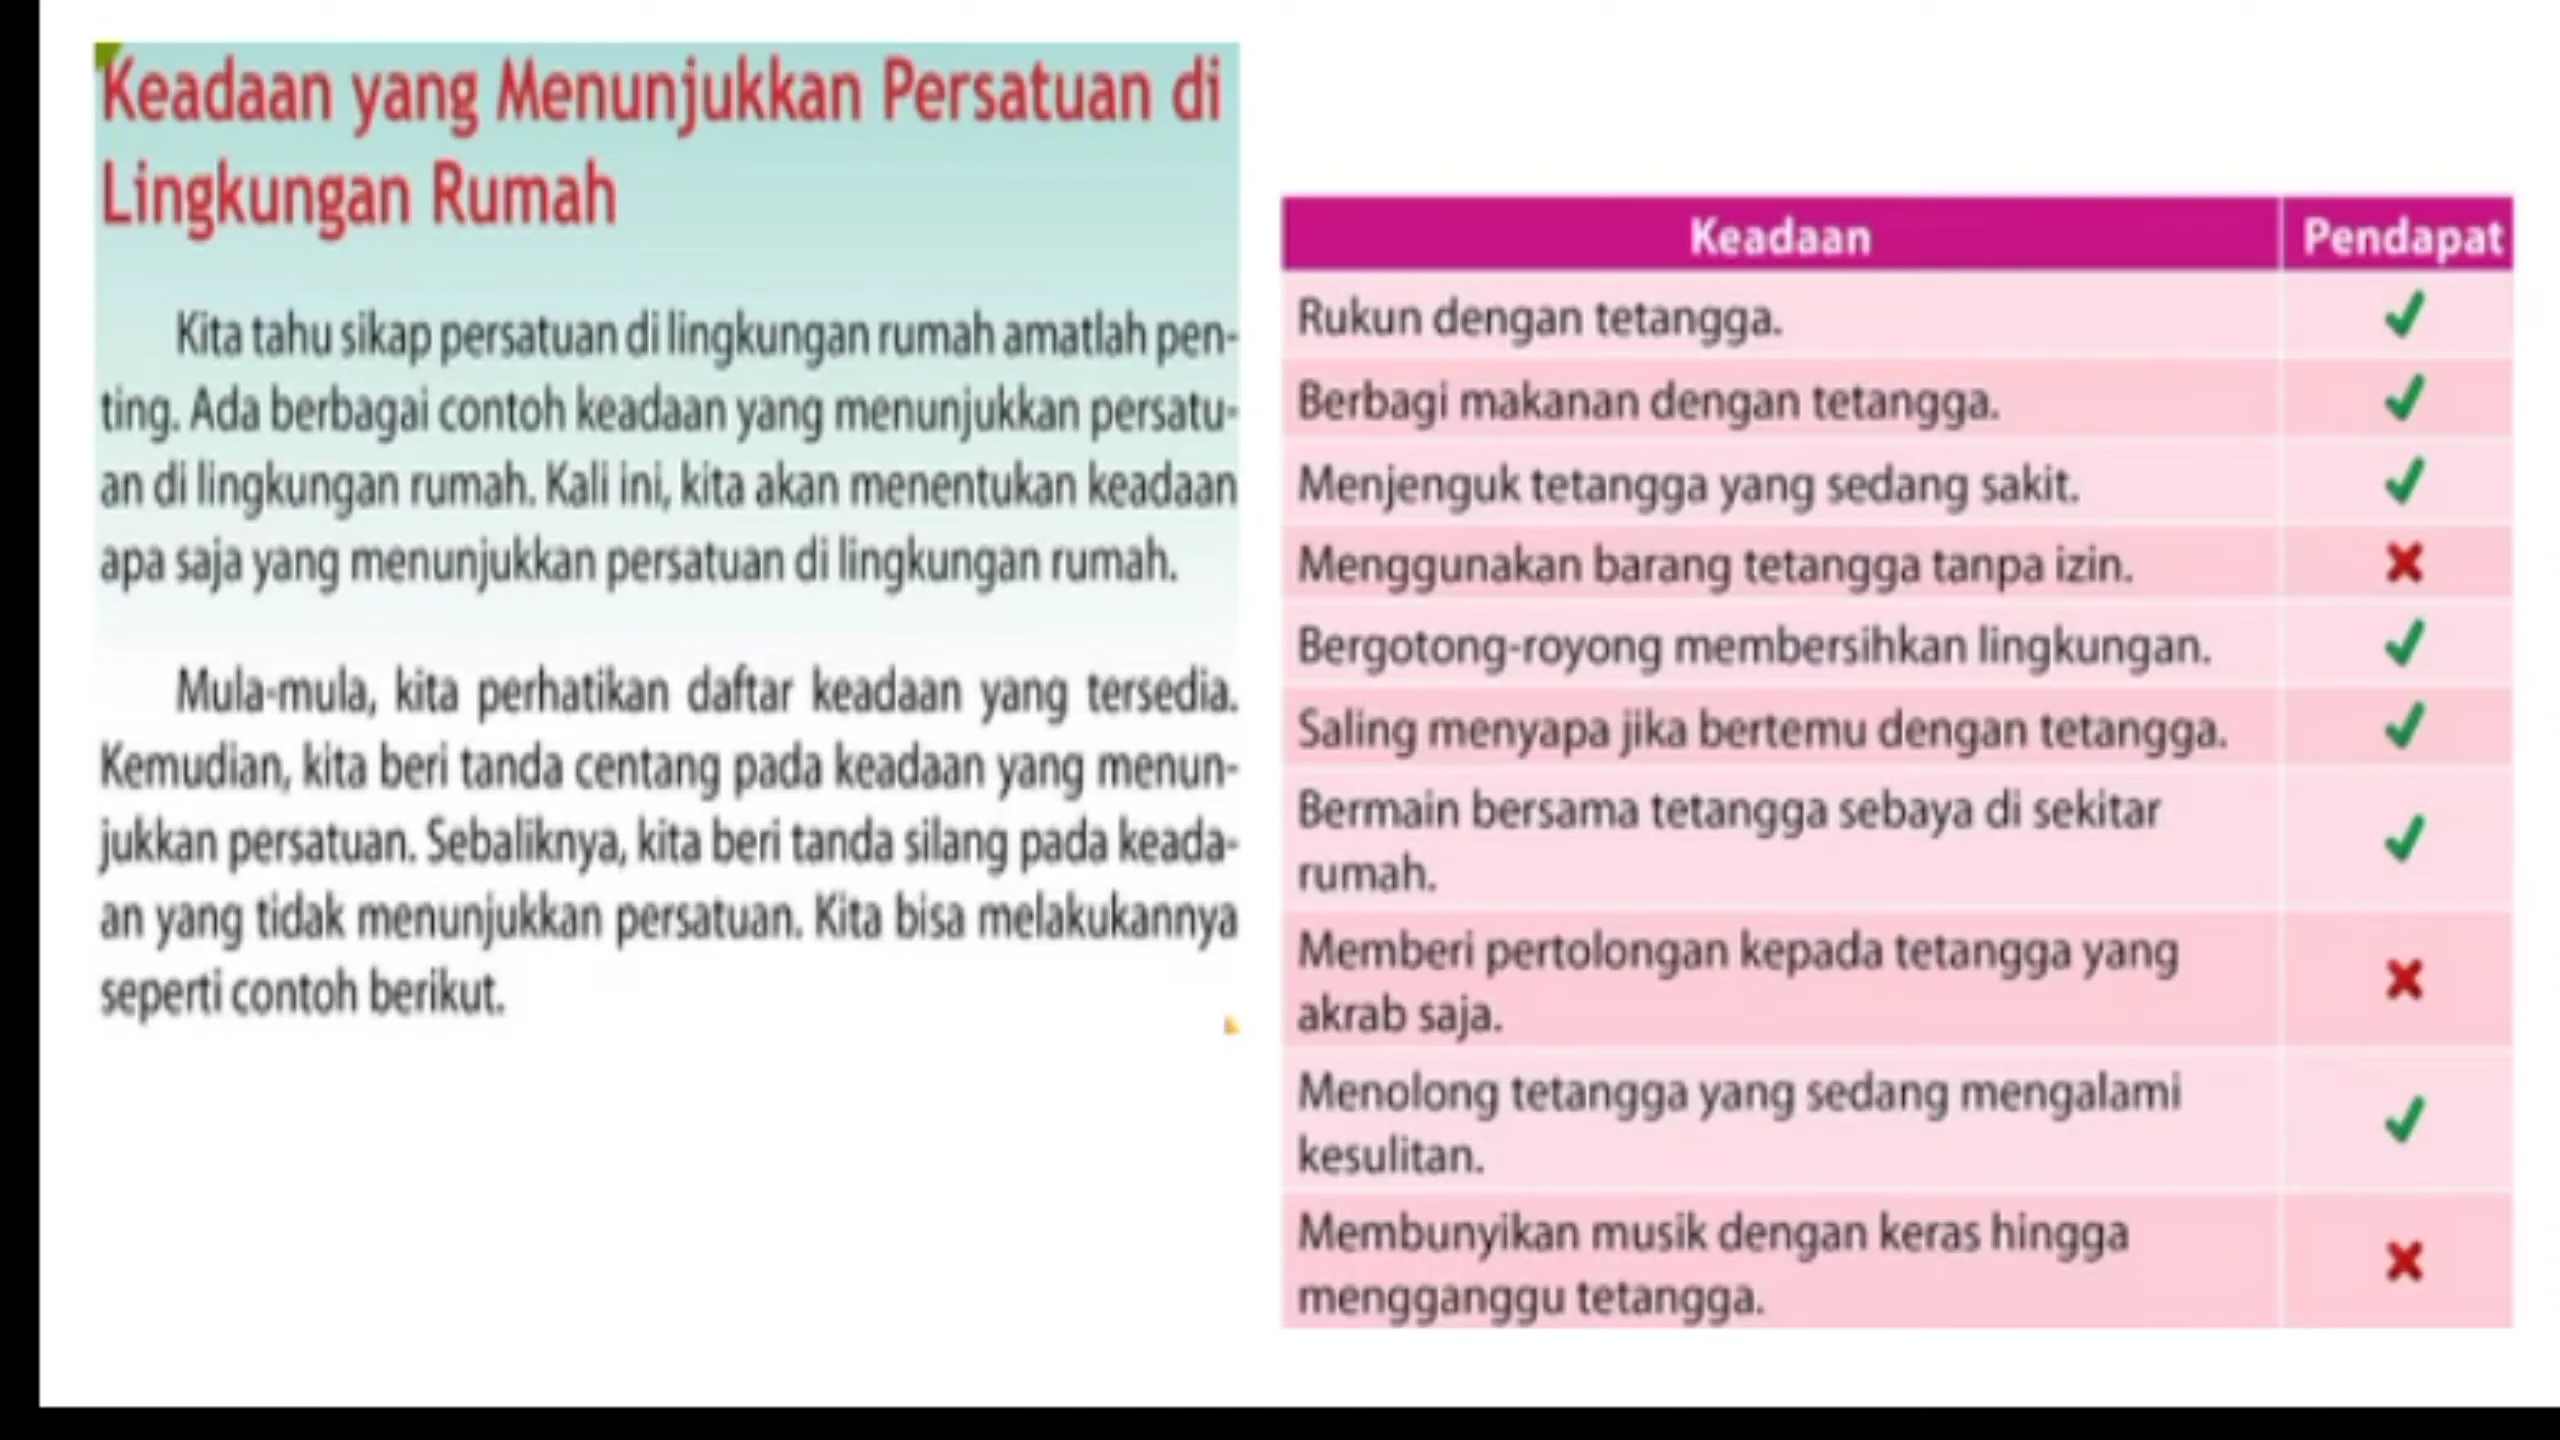 Keadaan yang Menunjukkan Persatuan di
Lingkungan Rumah
Kita tahu sikap persatuan di lingkungan rumah amatlah pen-
ting. Ada berbagai contoh keadaan yang menunjukkan persatu-
an di lingkungan rumah. Kali ini, kita akan menentukan keadaan
apa saja yang menunjukkan persatuan di lingkungan rumah.
Mula-mula, kita perhatikan daftar keadaan yang tersedia.
Kemudian, kita beri tanda centang pada keadaan yang menun-
jukkan persatuan. Sebaliknya, kita beri tanda silang pada keada-
an yang tidak menunjukkan persatuan. Kita bisa melakukannya
seperti contoh berikut.
Keadaan Pendapat
Rukun dengan tetangga. ✔
Berbagi makanan dengan tetangga. ✔
Menjenguk tetangga yang sedang sakit. ✔
Menggunakan barang tetangga tanpa izin. ✘
Bergotong-royong membersihkan lingkungan. ✔
Saling menyapa jika bertemu dengan tetangga. ✔
Bermain bersama tetangga sebaya di sekitar
rumah. ✔
Memberi pertolongan kepada tetangga yang
akrab saja. ✘
Menolong tetangga yang sedang mengalami
kesulitan. ✔
Membunyikan musik dengan keras hingga
mengganggu tetangga. ✘